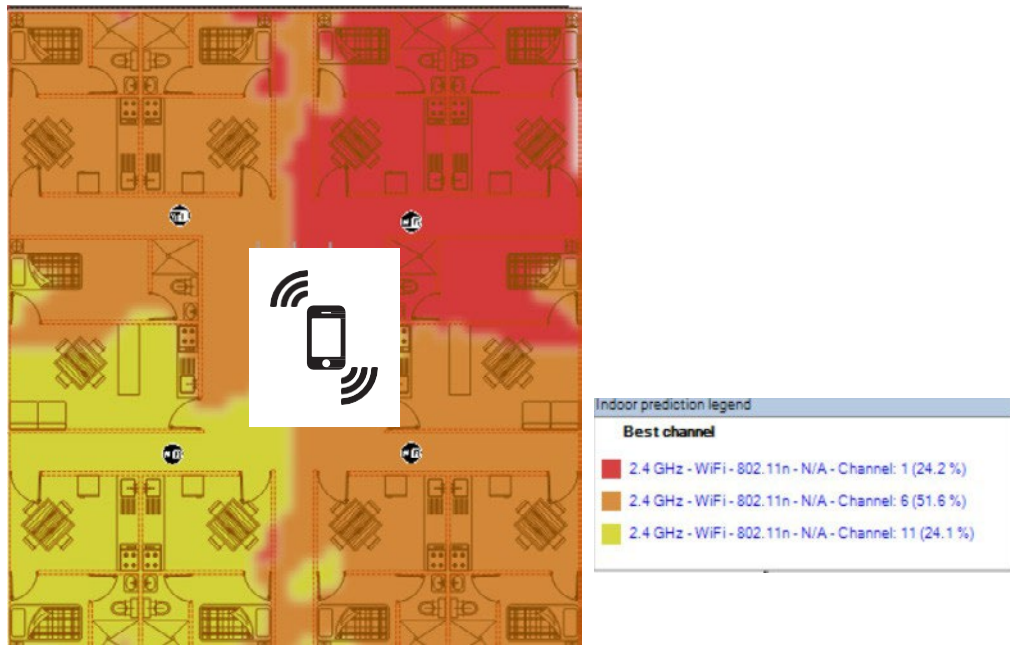 Indoor prediction legend
Best channel
2.4 GHz - WiFi - 802.11n - N/A - Channel: 1 (24.2 %)
2.4 GHz - WiFi - 802.11n - N/A - Channel: 6 (51.6 %)
2.4 GHz - WiFi - 802.11n - N/A - Channel: 11 (24.1 %)